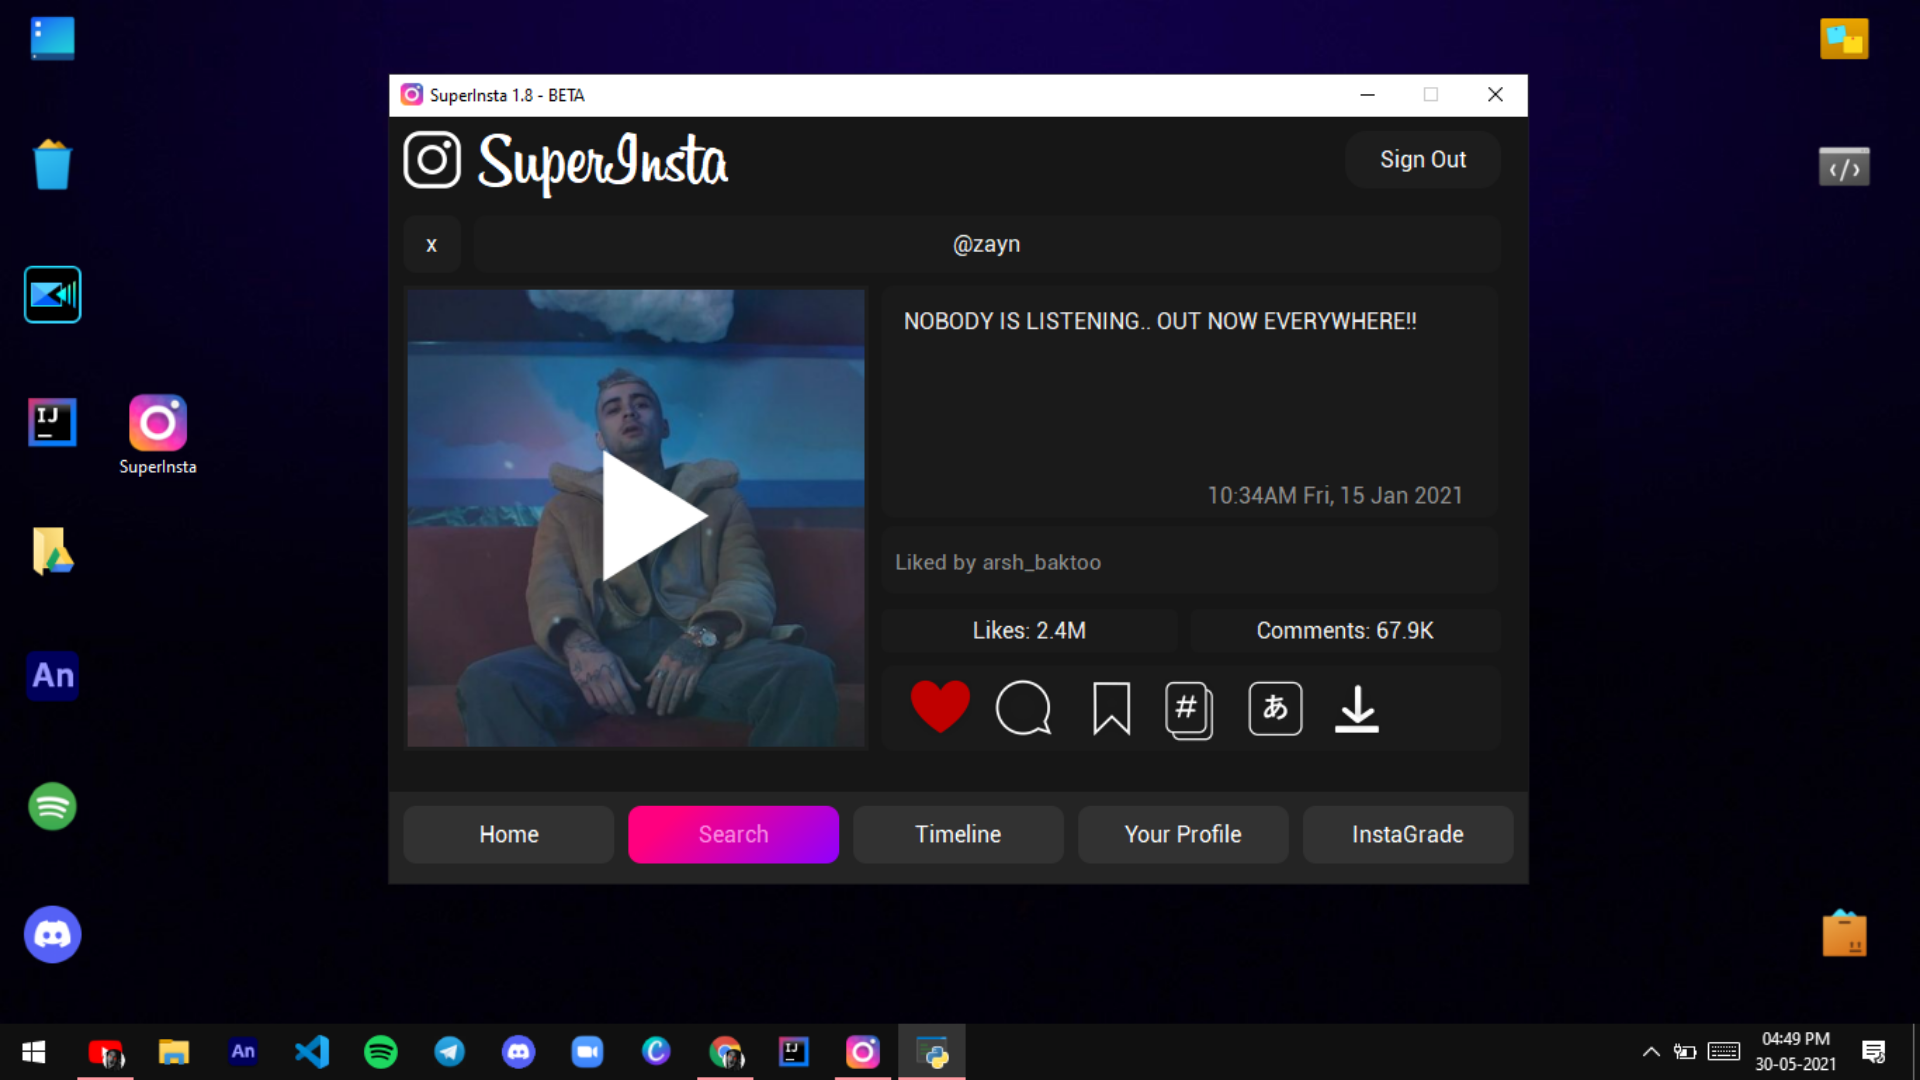 SuperInsta 1.8 - BETA
SuperInsta
Sign Out
x
@zayn
NOBODY IS LISTENING.. OUT NOW EVERYWHERE!!
10:34AM Fri, 15 Jan 2021
Liked by arsh_baktoo
Likes: 2.4M
Comments: 67.9K
#
あ
Home
Search
Timeline
Your Profile
InstaGrade
IJ
SuperInsta
An
</>
An
IJ
04:49 PM
30-05-2021